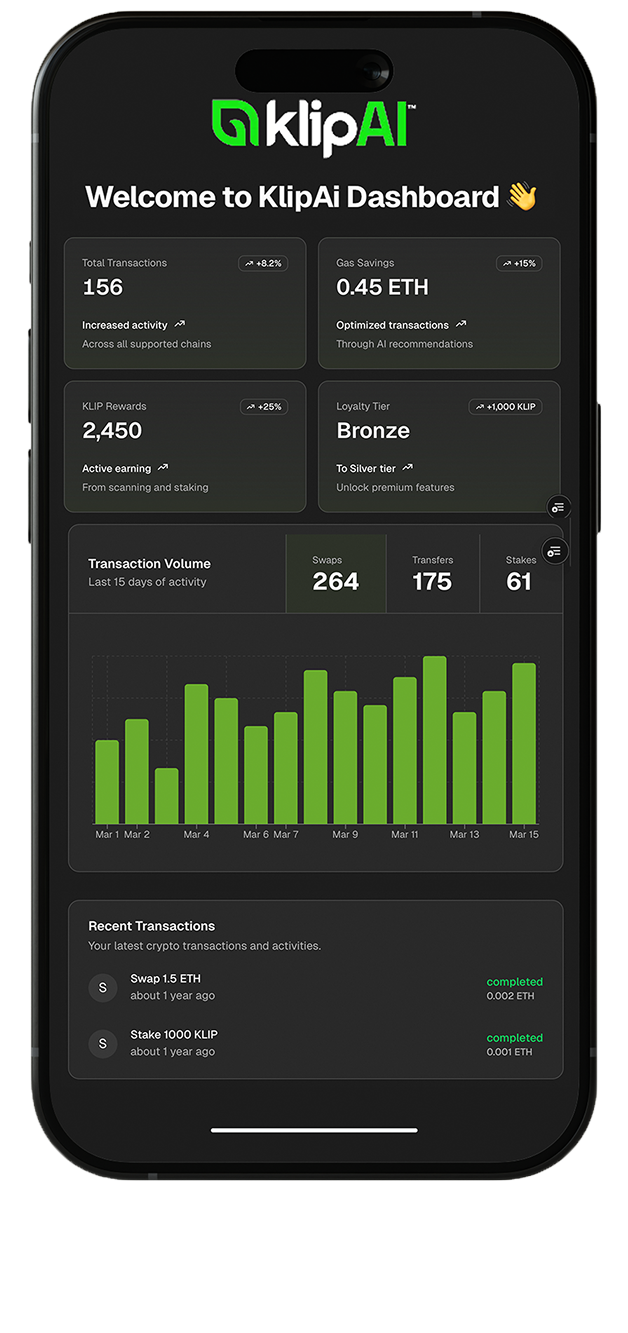 klipAI™
Welcome to KlipAi Dashboard 👋
Total Transactions
+8.2%
156
Increased activity
Across all supported chains
Gas Savings
+15%
0.45 ETH
Optimized transactions
Through AI recommendations
KLIP Rewards
+25%
2,450
Active earning
From scanning and staking
Loyalty Tier
+1,000 KLIP
Bronze
To Silver tier
Unlock premium features
Transaction Volume
Last 15 days of activity
Swaps
264
Transfers
175
Stakes
61
Mar 1 Mar 2 Mar 4 Mar 6 Mar 7 Mar 9 Mar 11 Mar 13 Mar 15
Recent Transactions
Your latest crypto transactions and activities.
S
Swap 1.5 ETH
about 1 year ago
completed
0.002 ETH
S
Stake 1000 KLIP
about 1 year ago
completed
0.001 ETH